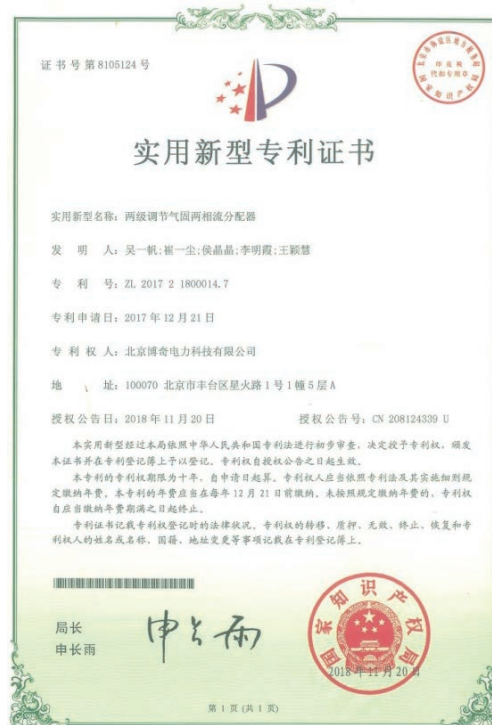 证书号第8105124号
印花税
代扣专用章
实用新型专利证书
实用新型名称：两级调节气固两相流分配器
发明人：吴一帆;崔一尘;侯晶晶;李明霞;王颖慧
专利号：ZL 2017 2 1800014.7
专利申请日：2017年12月21日
专利权人：北京博奇电力科技有限公司
地址：100070 北京市丰台区星火路1号1幢5层A
授权公告日：2018年11月20日 授权公告号：CN 208124339 U
本实用新型经过本局依照中华人民共和国专利法进行初步审查，决定授予专利权，颁发
本证书并在专利登记簿上予以登记。专利权自授权公告之日起生效。
本专利的专利权期限为十年，自申请日起算。专利权人应当依照专利法及其实施细则规
定缴纳年费。本专利的年费应当在每年12月21日前缴纳。未按照规定缴纳年费的，专利权
自应当缴纳年费期满之日起终止。
专利证书记载专利权登记时的法律状况。专利权的转移、质押、无效、终止、恢复和专
利权人的姓名或名称、国籍、地址变更等事项记载在专利登记簿上。
局长
申长雨
申长雨
国家知识产权局
2018年11月20日
第1页(共1页)